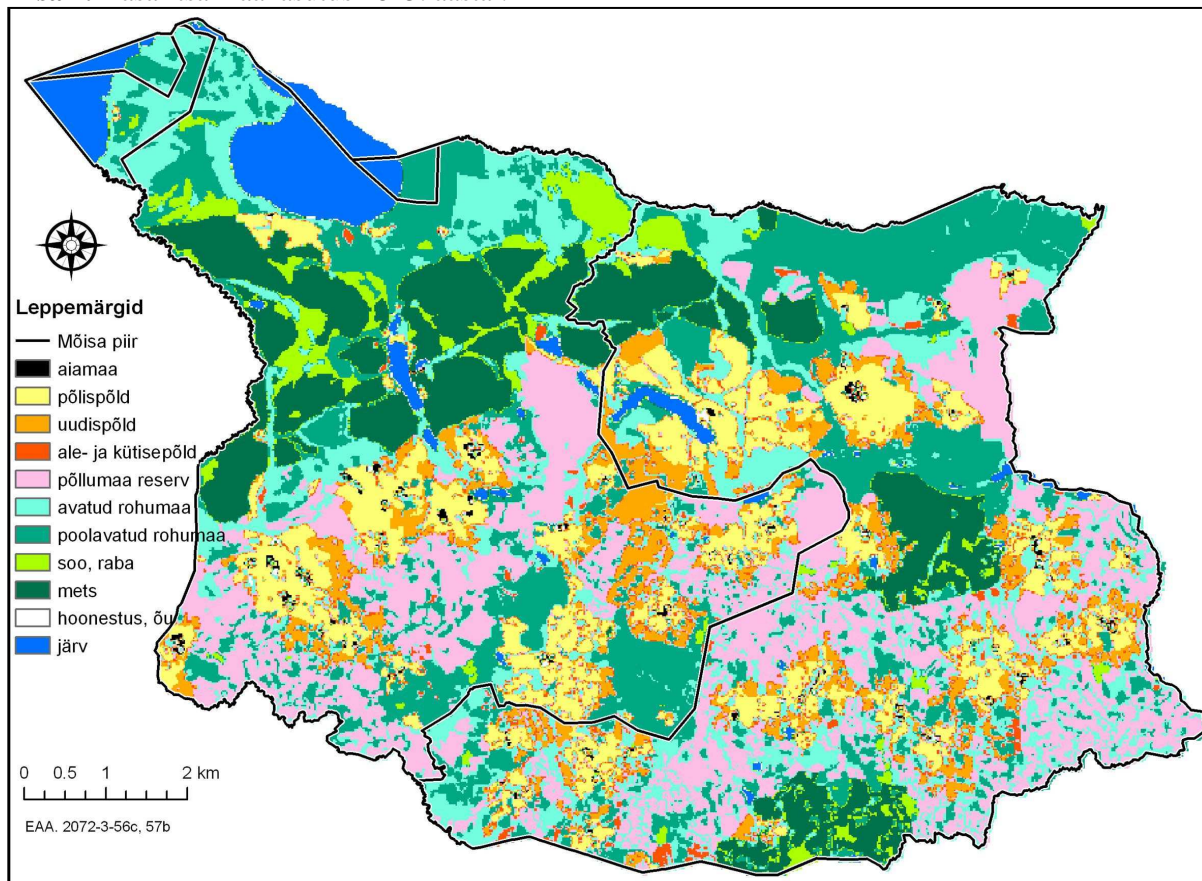 Leppemärgid
Mõisa piir
aiamaa
põlispõld
uudispõld
ale- ja kütisepõld
põllumaa reserv
avatud rohumaa
poolavatud rohumaa
soo, raba
mets
hoonestus, õu
järv
0 0.5 1 2 km
EAA. 2072-3-56c, 57b